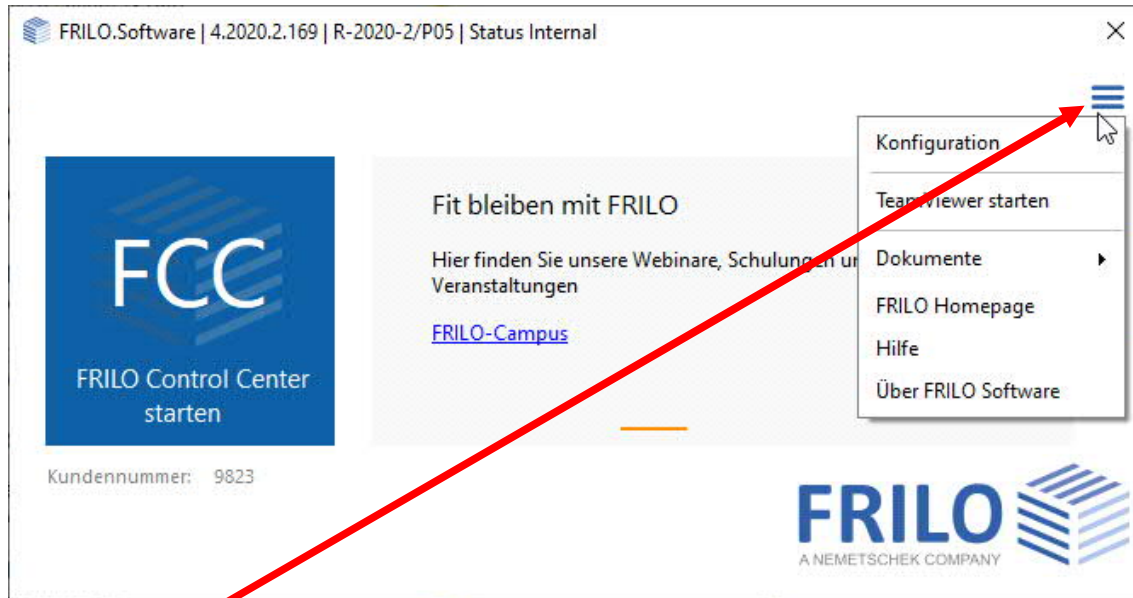 FRILO.Software | 4.2020.2.169 | R-2020-2/P05 | Status Internal
FCC
FRILO Control Center
starten
Kundennummer: 9823
Fit bleiben mit FRILO
Hier finden Sie unsere Webinare, Schulungen
Veranstaltungen
FRILO-Campus
Konfiguration
TeamViewer starten
Dokumente
FRILO Homepage
Hilfe
Über FRILO Software
FRILO
A NEMETSCHEK COMPANY